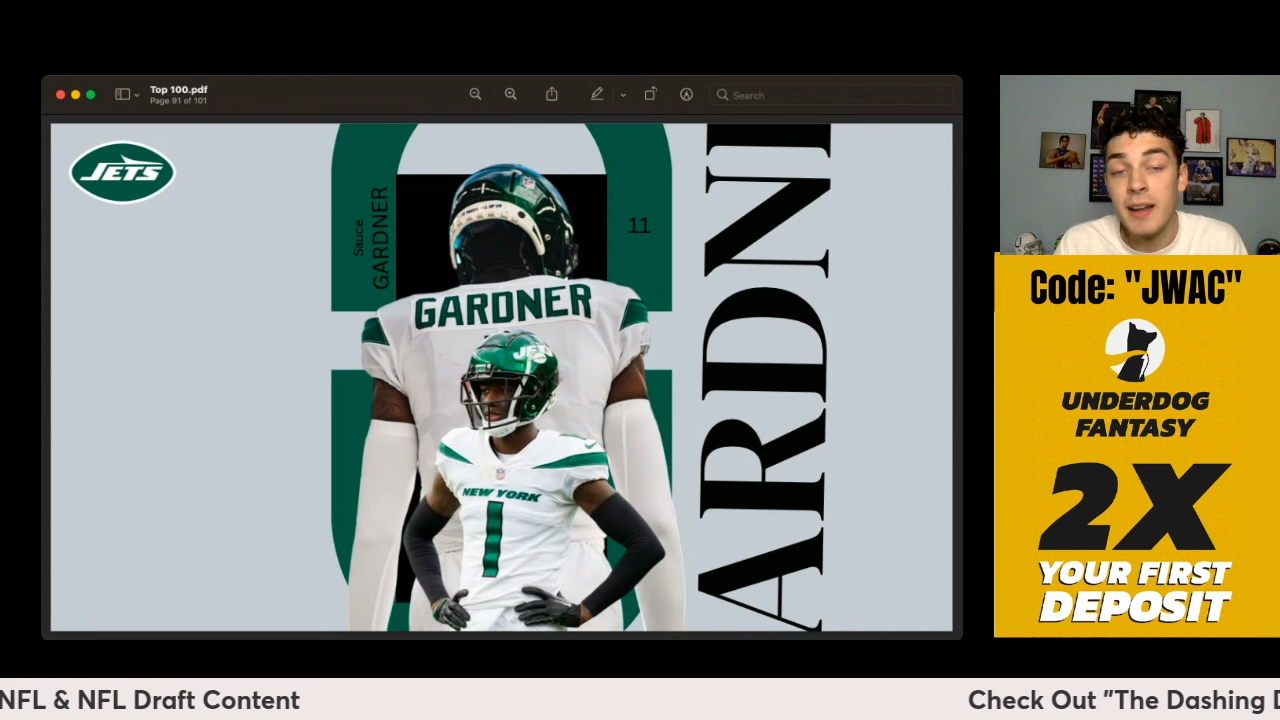 Top 100.pdf
Page 91 of 101
Search
JETS
Sauce
GARDNER
11
GARDNER
JETS
NEW YORK
1
ARDN
Code: "JWAC"
UNDERDOG
FANTASY
2X
YOUR FIRST
DEPOSIT
NFL & NFL Draft Content
Check Out "The Dashing D